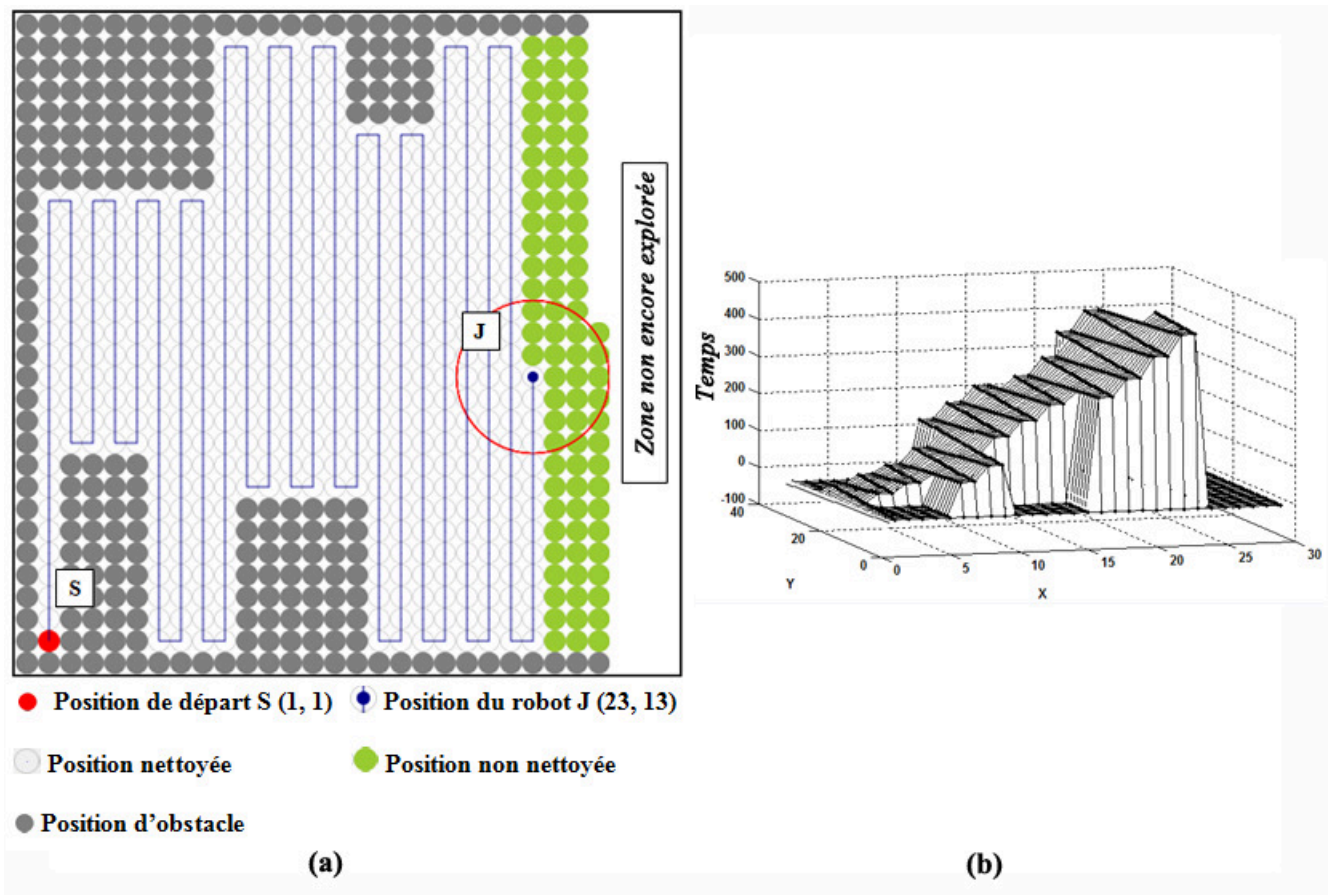 S
J
Zone non encore explorée
Position de départ S (1, 1)
Position du robot J (23, 13)
Position nettoyée
Position non nettoyée
Position d'obstacle
(a)
Temps
500
400
300
200
100
0
-100
40
20
0
Y
0
5
10
15
20
25
30
X
(b)